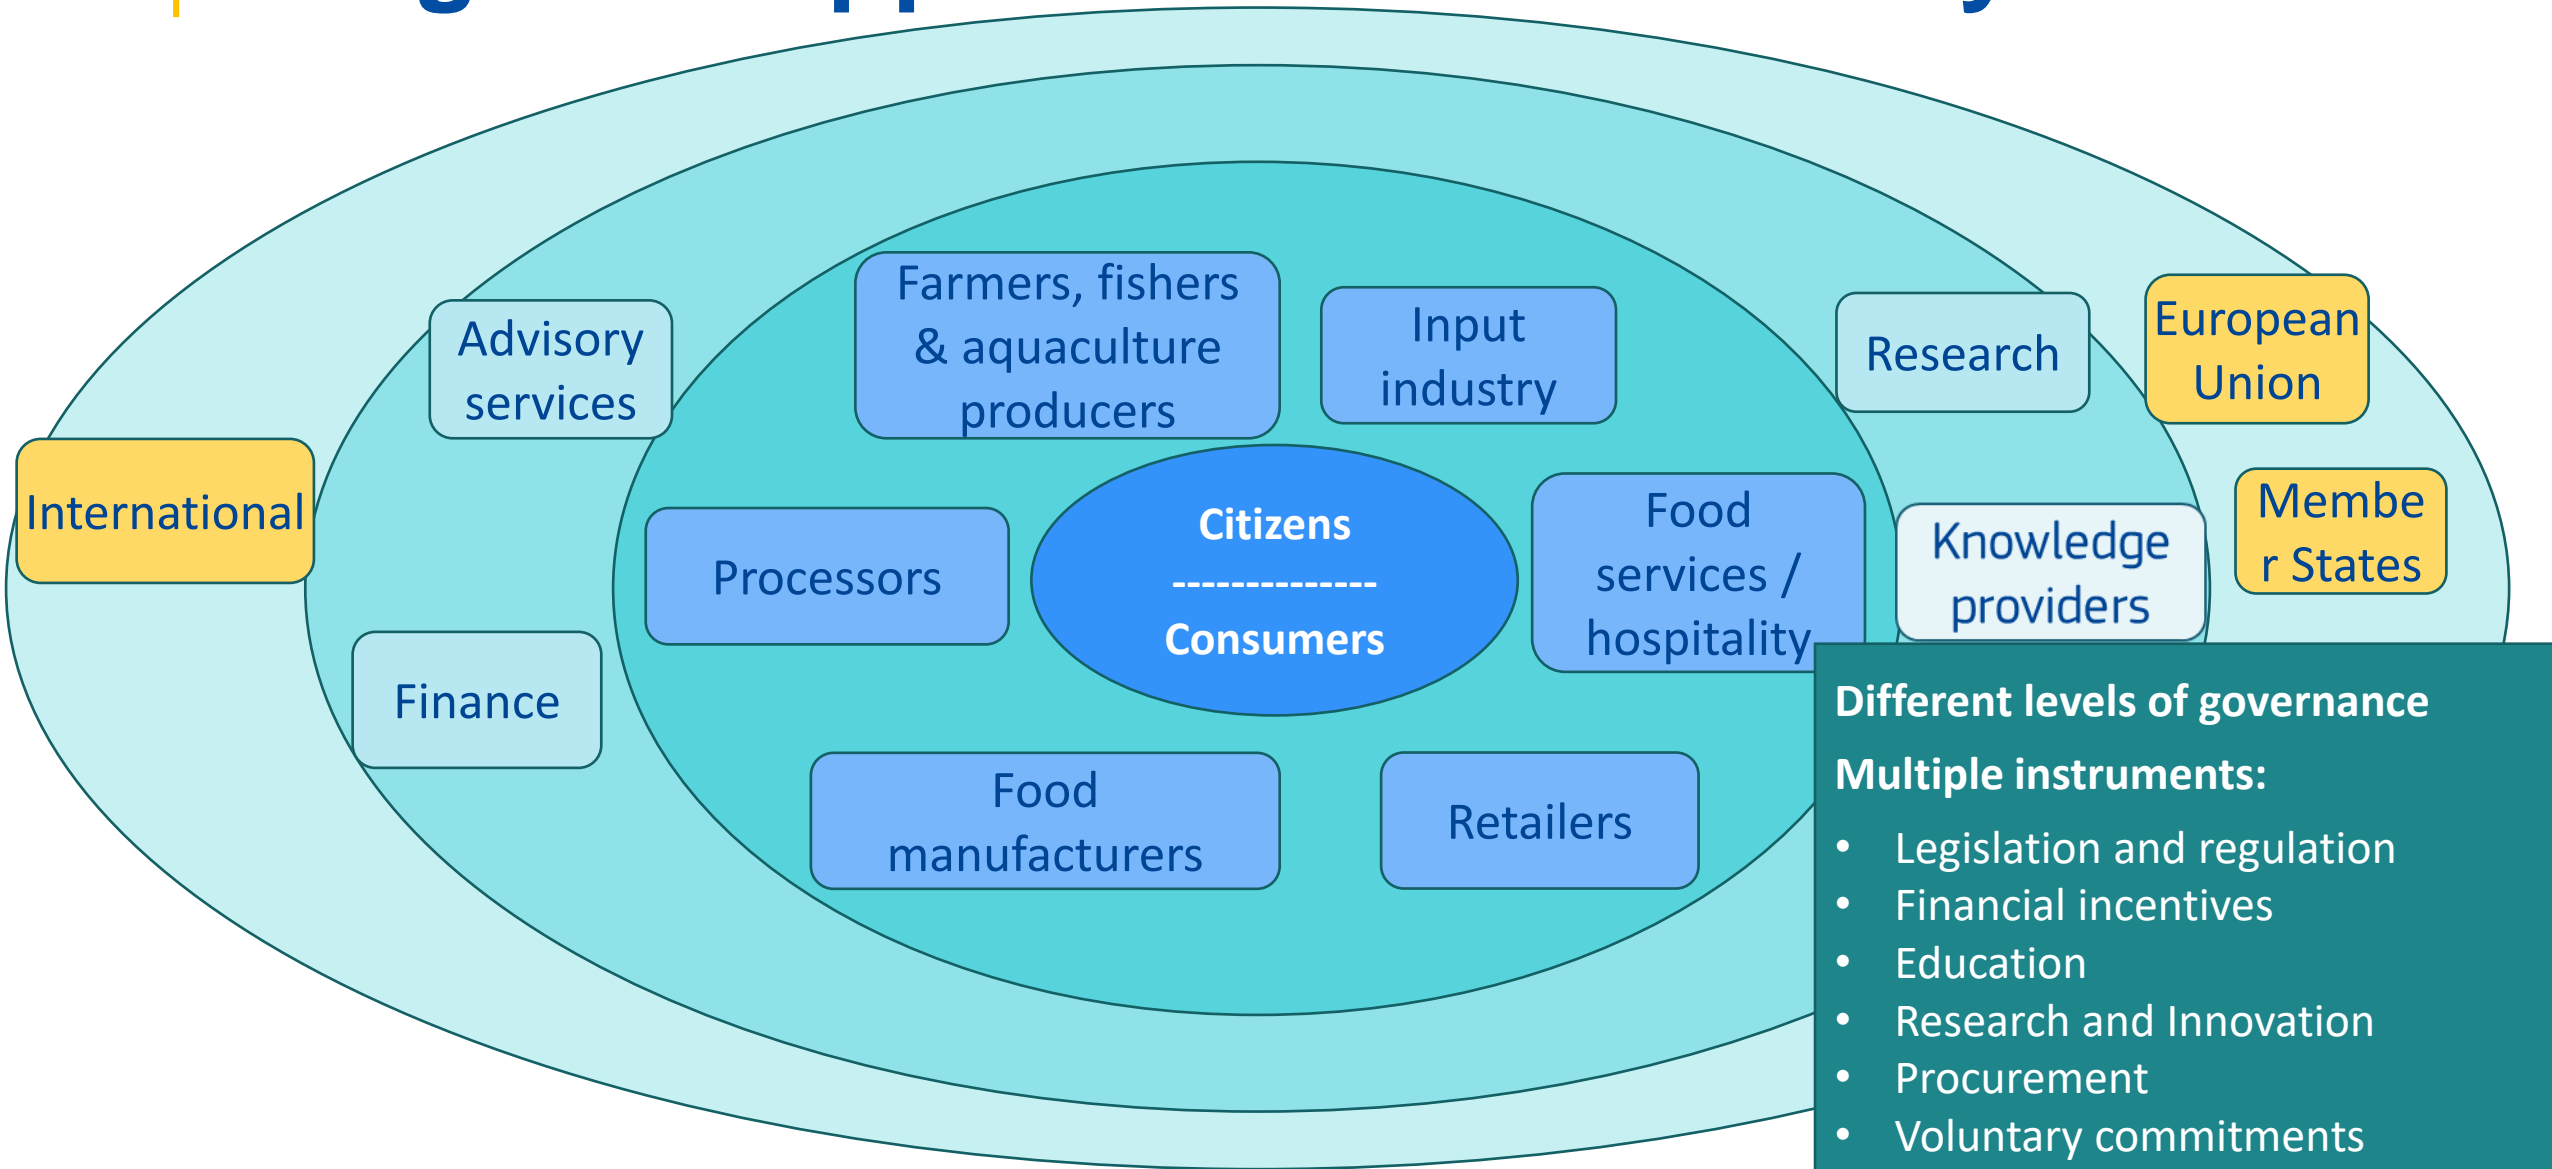 Farmers, fishers
& aquaculture
producers
Input
industry
Advisory
services
Research
European
Union
International
Membe
r States
Citizens
--------------
Consumers
Processors
Food
services /
hospitality
Knowledge
providers
Finance
Food
manufacturers
Retailers
Different levels of governance
Multiple instruments:
• Legislation and regulation
• Financial incentives
• Education
• Research and Innovation
• Procurement
• Voluntary commitments